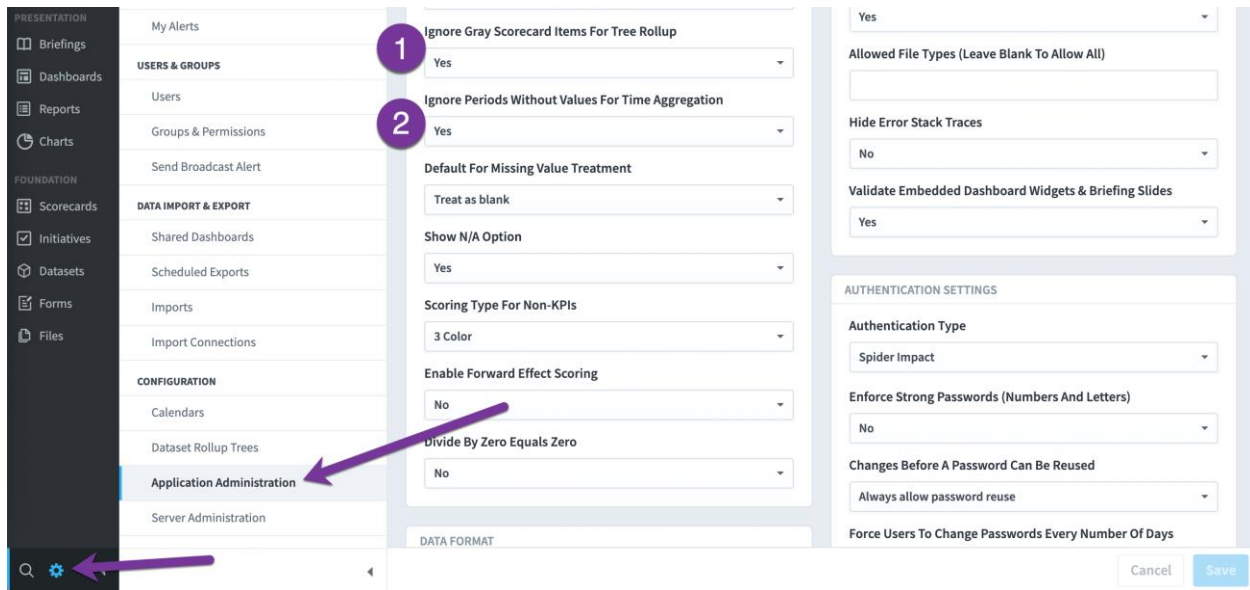 PRESENTATION
Briefings
Dashboards
Reports
Charts
FOUNDATION
Scorecards
Initiatives
Datasets
Forms
Files
My Alerts
USERS & GROUPS
Users
Groups & Permissions
Send Broadcast Alert
DATA IMPORT & EXPORT
Shared Dashboards
Scheduled Exports
Imports
Import Connections
CONFIGURATION
Calendars
Dataset Rollup Trees
Application Administration
Server Administration
1
Ignore Gray Scorecard Items For Tree Rollup
Yes
2
Ignore Periods Without Values For Time Aggregation
Yes
Default For Missing Value Treatment
Treat as blank
Show N/A Option
Yes
Scoring Type For Non-KPIs
3 Color
Enable Forward Effect Scoring
No
Divide By Zero Equals Zero
No
DATA FORMAT
Yes
Allowed File Types (Leave Blank To Allow All)
Hide Error Stack Traces
No
Validate Embedded Dashboard Widgets & Briefing Slides
Yes
AUTHENTICATION SETTINGS
Authentication Type
Spider Impact
Enforce Strong Passwords (Numbers And Letters)
No
Changes Before A Password Can Be Reused
Always allow password reuse
Force Users To Change Passwords Every Number Of Days
Cancel
Save